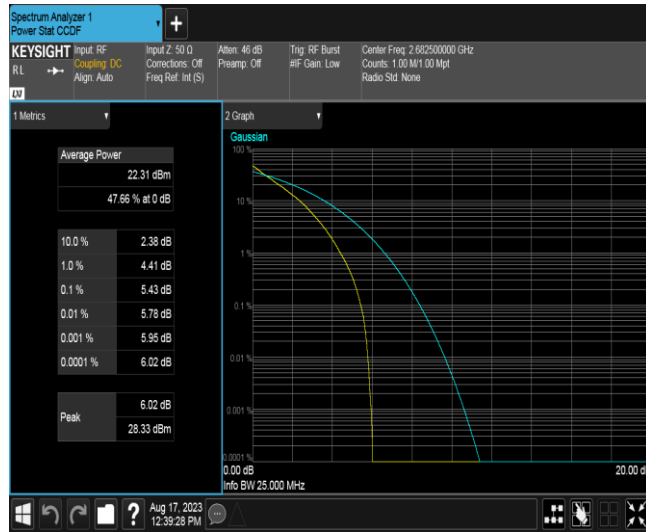 Spectrum Analyzer 1
Power Stat CCDF
KEYSIGHT
RL
LXI
Input: RF
Coupling: DC
Align: Auto
Input Z: 50 Ω
Corrections: Off
Freq Ref: Int (S)
Atten: 46 dB
Preamp: Off
Trig: RF Burst
#IF Gain: Low
Center Freq: 2.682500000 GHz
Counts: 1.00 M/1.00 Mpt
Radio Std: None
1 Metrics
Average Power
22.31 dBm
47.66 % at 0 dB
10.0 % 2.38 dB
1.0 % 4.41 dB
0.1 % 5.43 dB
0.01 % 5.78 dB
0.001 % 5.95 dB
0.0001 % 6.02 dB
Peak
6.02 dB
28.33 dBm
2 Graph
Gaussian
100 %
10 %
1 %
0.1 %
0.01 %
0.001 %
0.0001 %
0.00 dB
20.00 d
Info BW 25.000 MHz
?
Aug 17, 2023
12:39:28 PM